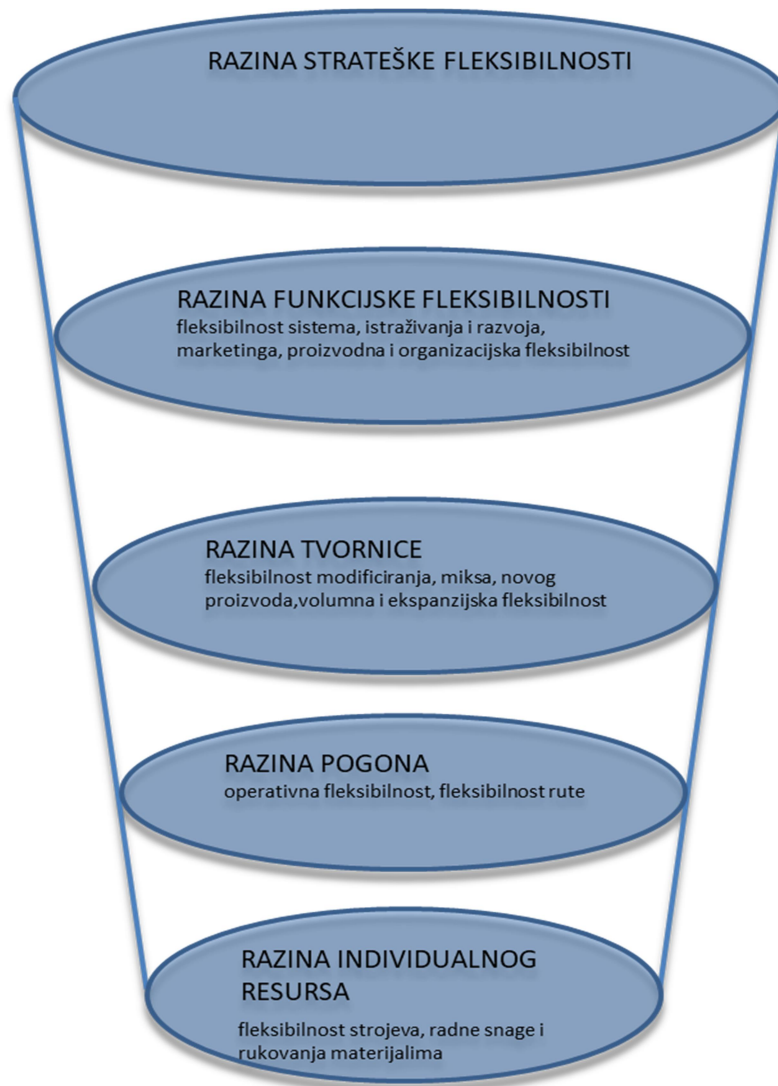 RAZINA STRATEŠKE FLEKSIBILNOSTI
RAZINA FUNKCIJSKE FLEKSIBILNOSTI
fleksibilnost sistema, istraživanja i razvoja,
marketinga, proizvodna i organizacijska fleksibilnost
RAZINA TVORNICE
fleksibilnost modificiranja, miksa, novog
proizvoda,volumna i ekspanzijska fleksibilnost
RAZINA POGONA
operativna fleksibilnost, fleksibilnost rute
RAZINA INDIVIDUALNOG
RESURSA
fleksibilnost strojeva, radne snage i
rukovanja materijalima